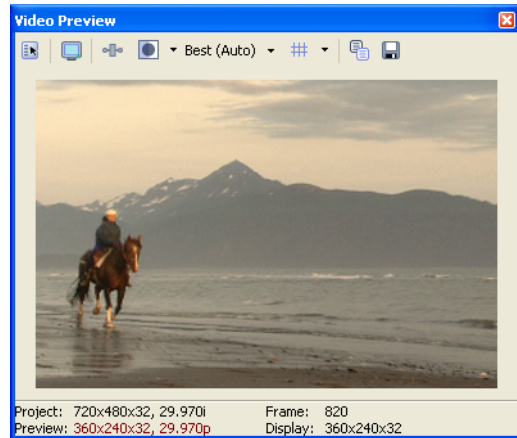 Video Preview
Best (Auto)
Project: 720x480x32, 29.970i Frame: 820
Preview: 360x240x32, 29.970p Display: 360x240x32